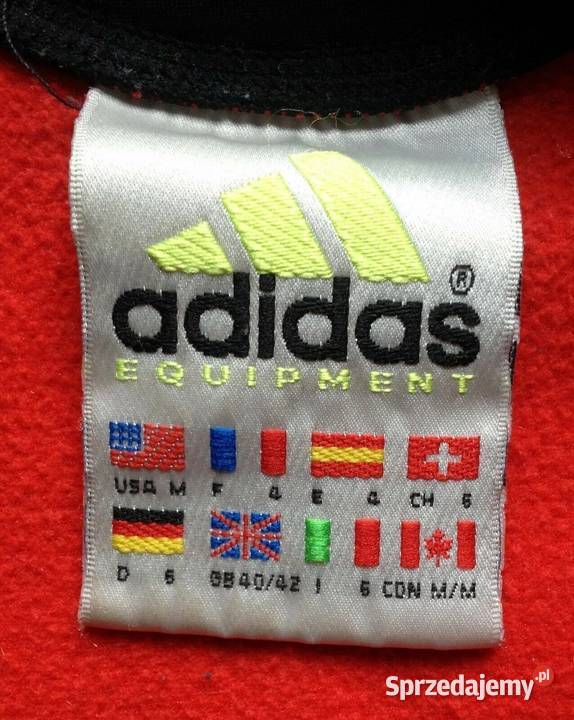 adidas®
EQUIPMENT
USA M F 4 E 4 CH 6
D 6 GB 40/42 I 6 CDN M/M
Sprzedajemy.pl